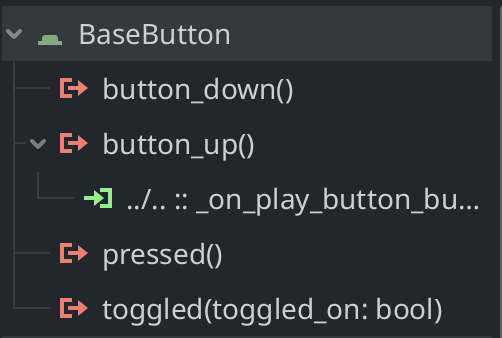 BaseButton
button_down()
button_up()
../.. :: _on_play_button_bu...
pressed()
toggled(toggled_on: bool)